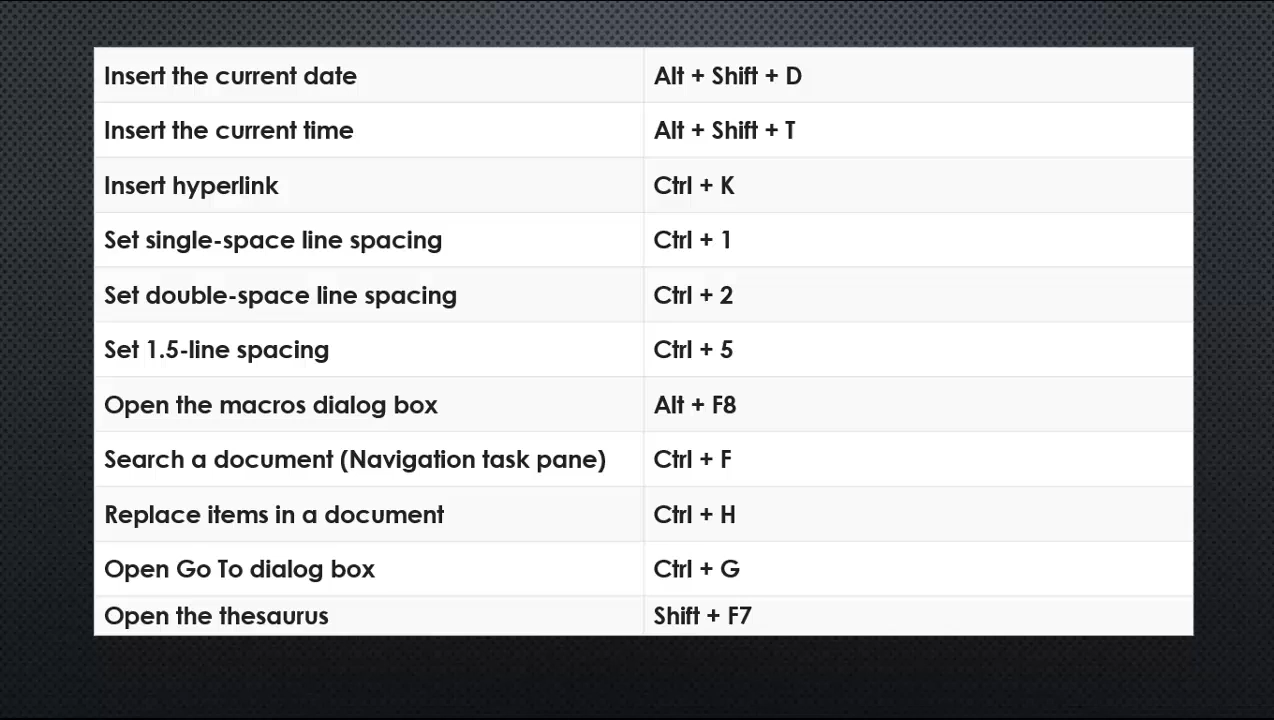 Insert the current date Alt + Shift + D
Insert the current time Alt + Shift + T
Insert hyperlink Ctrl + K
Set single-space line spacing Ctrl + 1
Set double-space line spacing Ctrl + 2
Set 1.5-line spacing Ctrl + 5
Open the macros dialog box Alt + F8
Search a document (Navigation task pane) Ctrl + F
Replace items in a document Ctrl + H
Open Go To dialog box Ctrl + G
Open the thesaurus Shift + F7